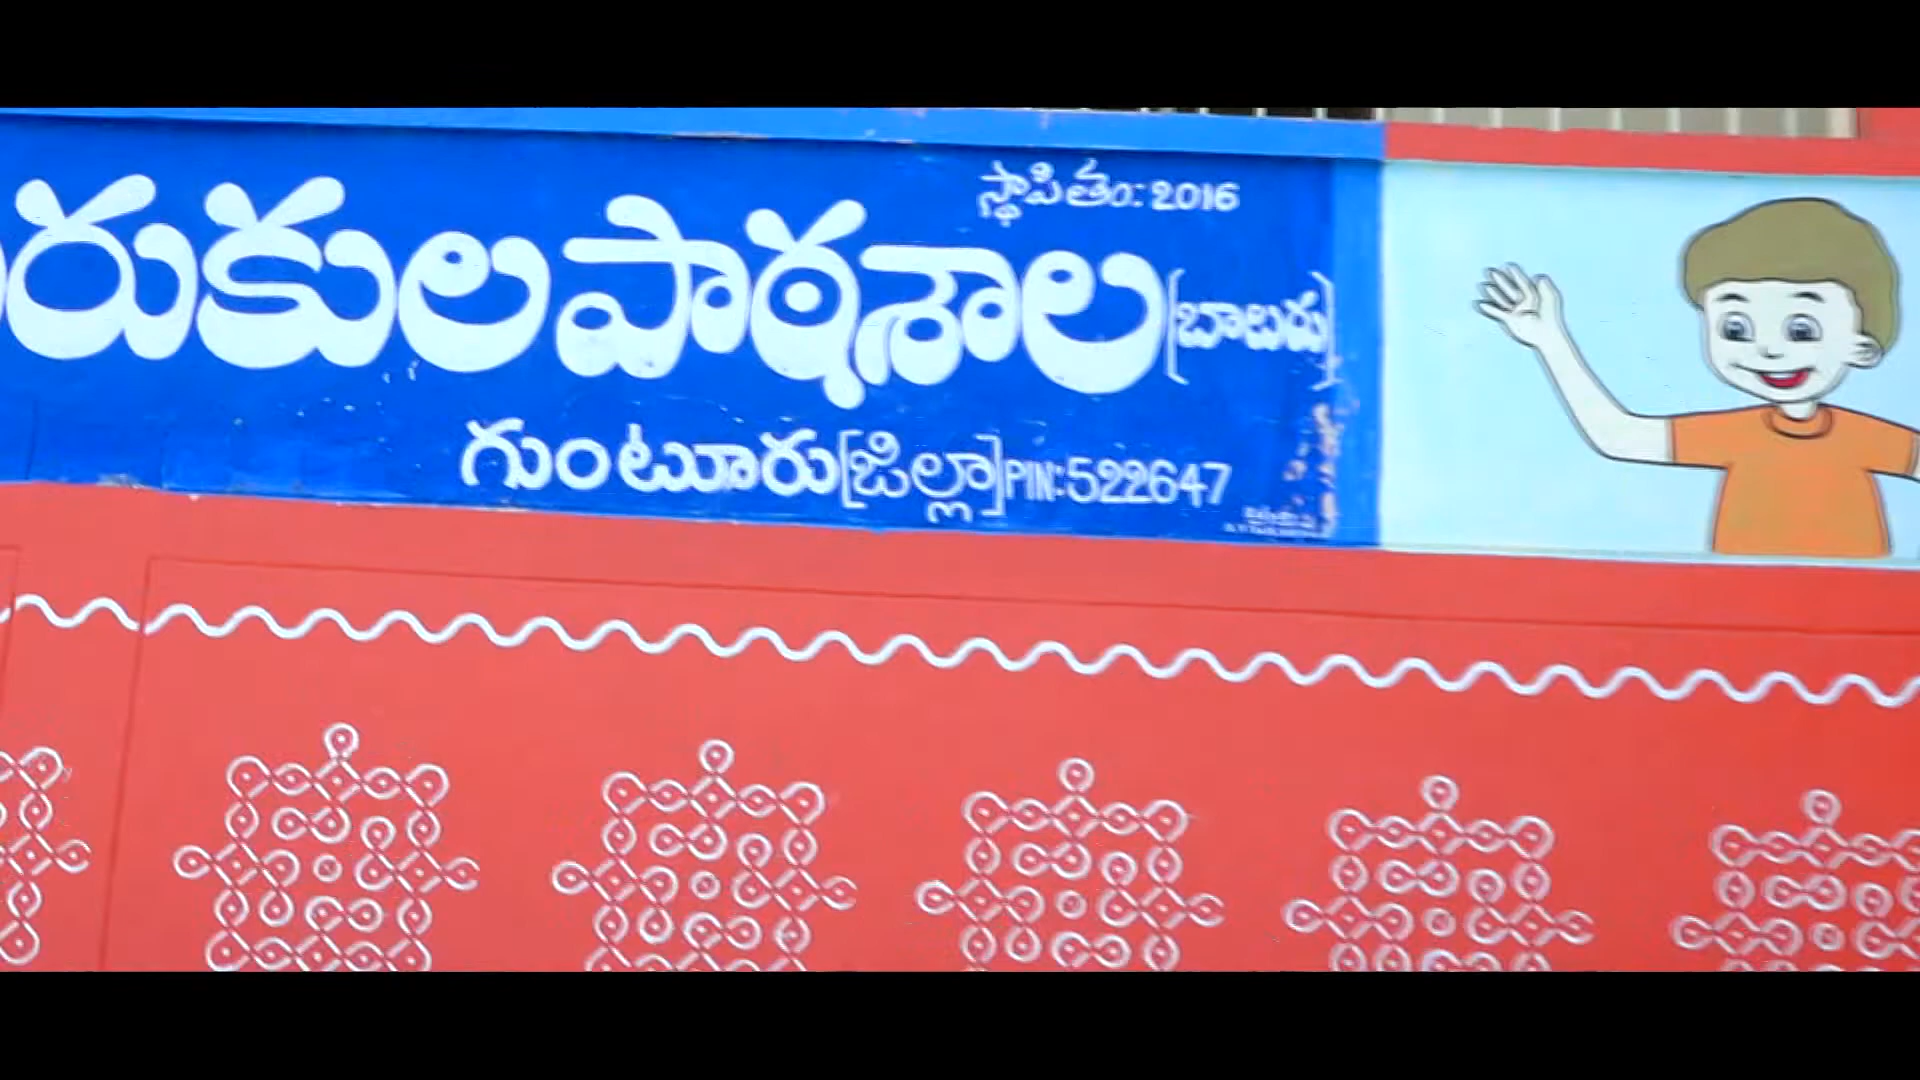 స్థాపితం: 2016
రుకులపాఠశాల [బాలురు]
గుంటూరు [జిల్లా] PIN:522647